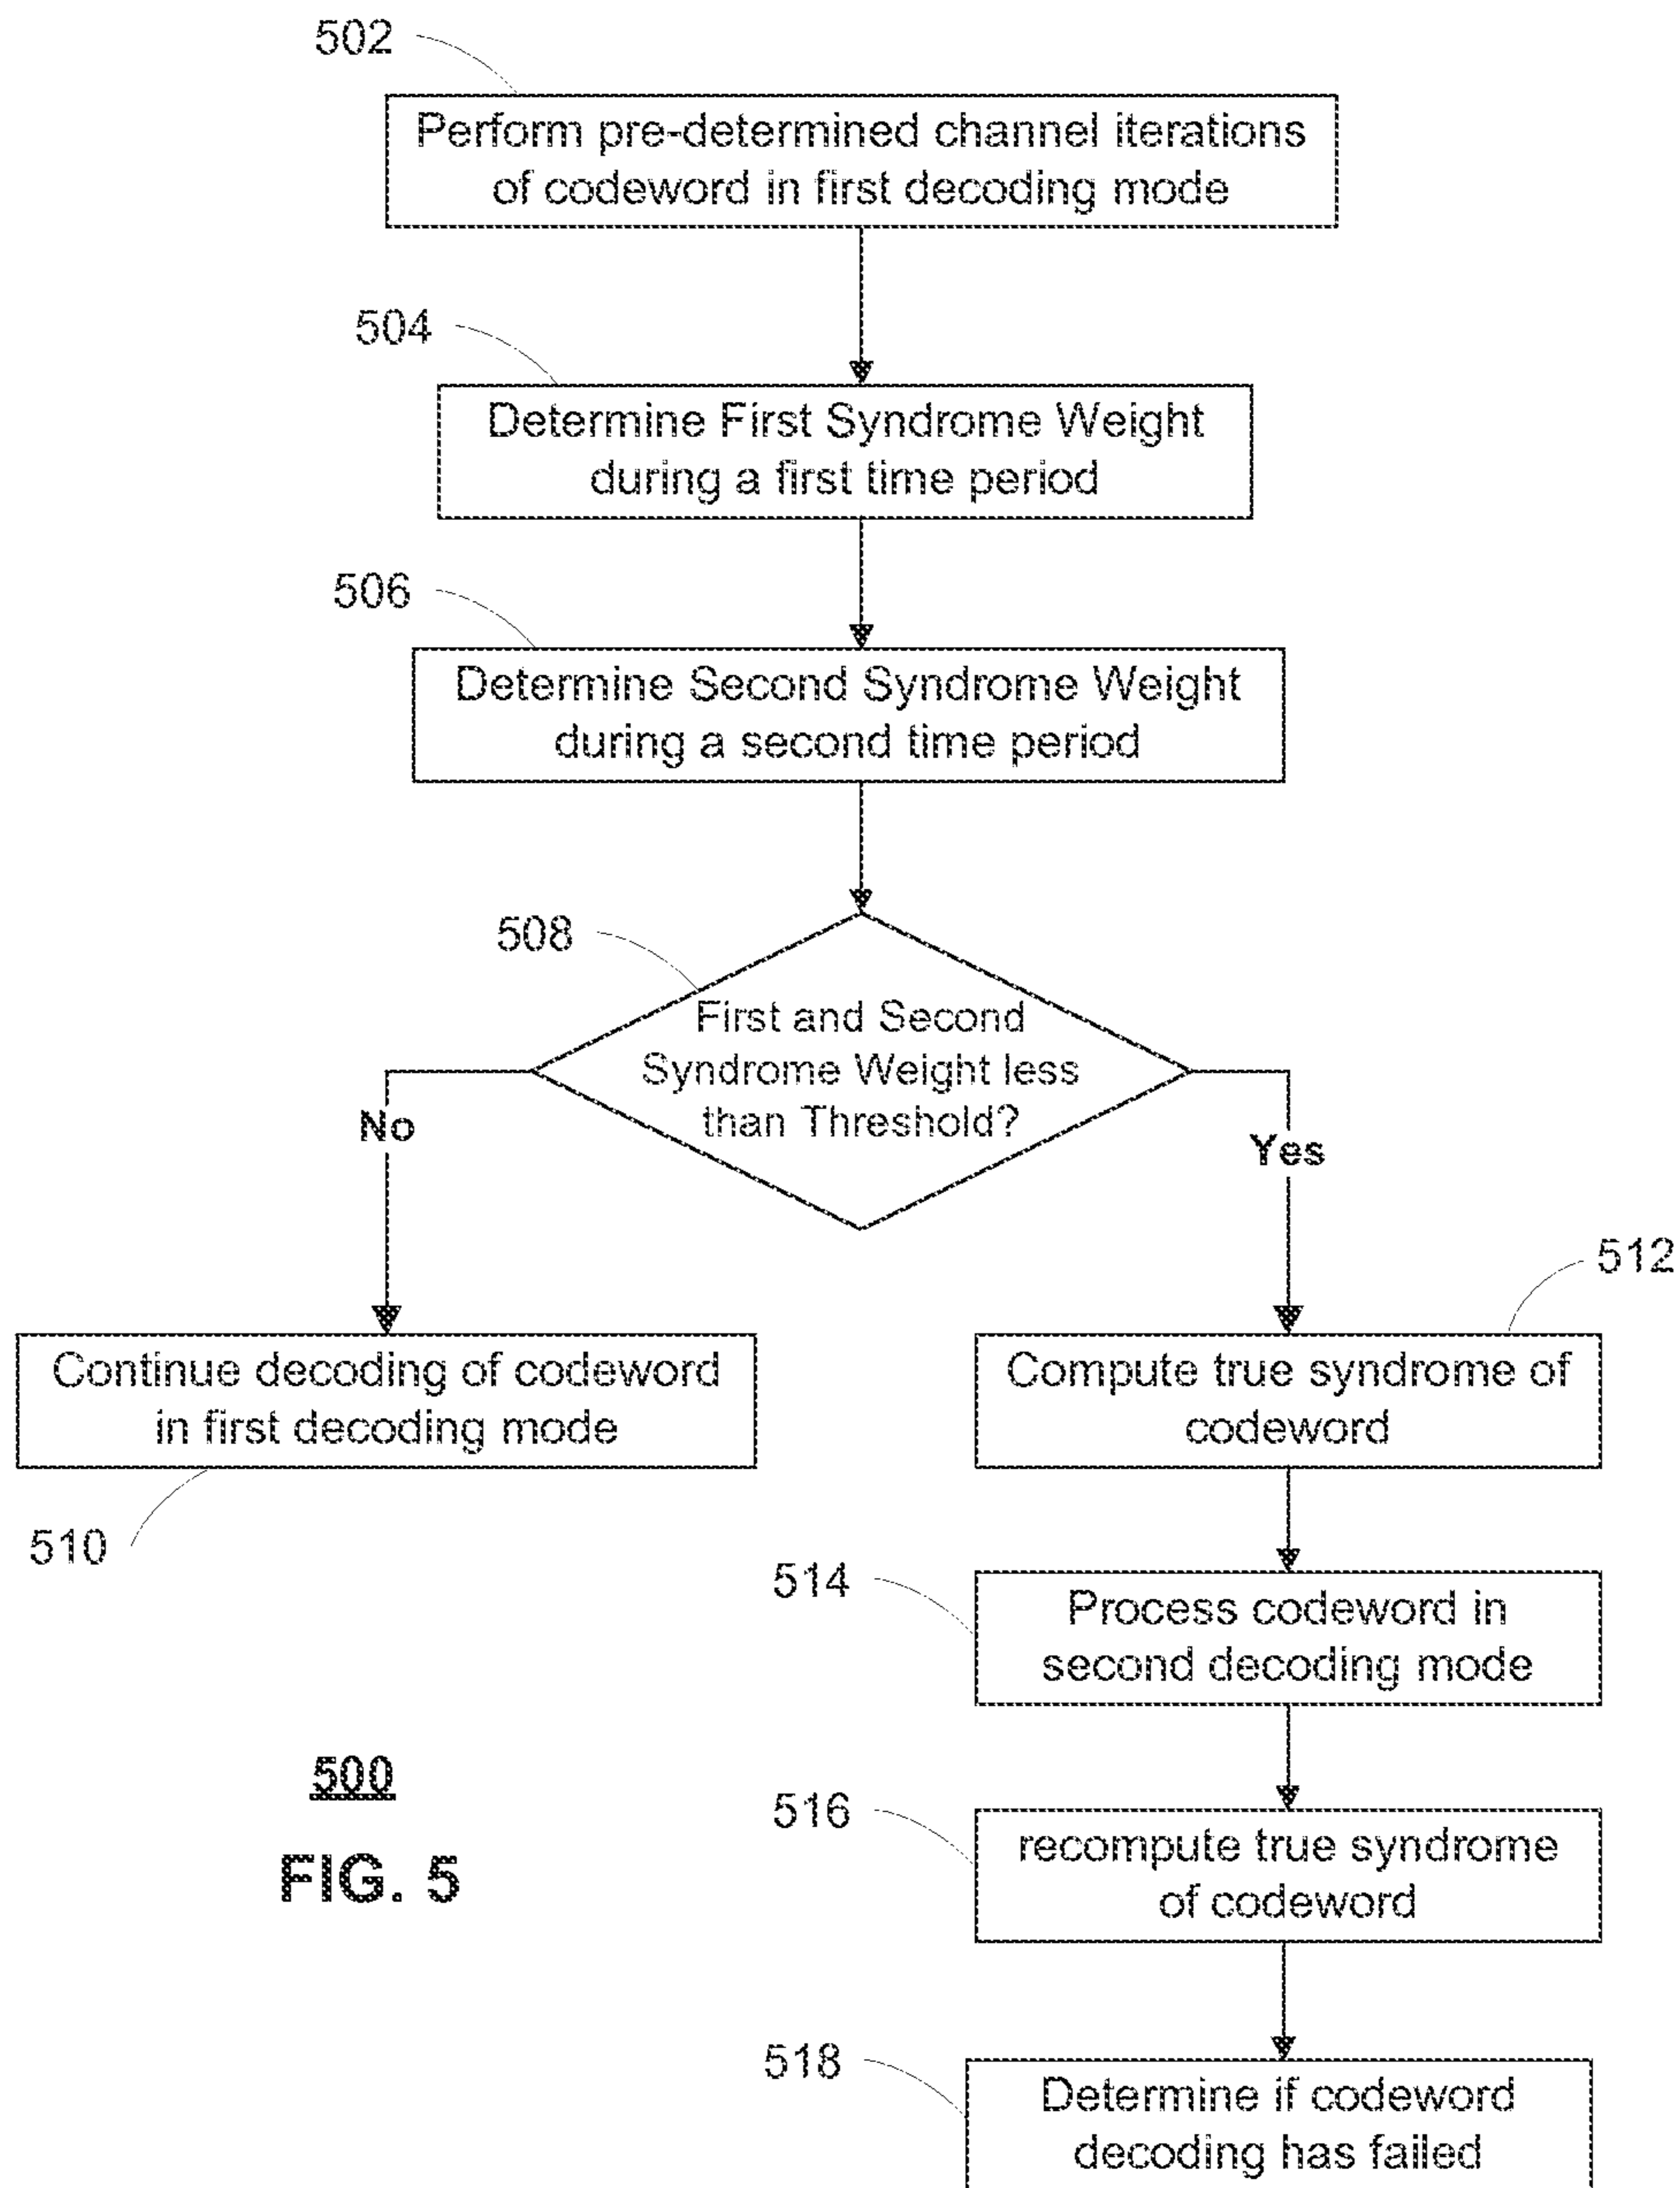 502
Perform pre-determined channel iterations
of codeword in first decoding mode
504
Determine First Syndrome Weight
during a first time period
506
Determine Second Syndrome Weight
during a second time period
508
First and Second
Syndrome Weight less
than Threshold?
No
Yes
512
Continue decoding of codeword
in first decoding mode
Compute true syndrome of
codeword
510
514
Process codeword in
second decoding mode
500
516
recompute true syndrome
of codeword
FIG. 5
518
Determine if codeword
decoding has failed